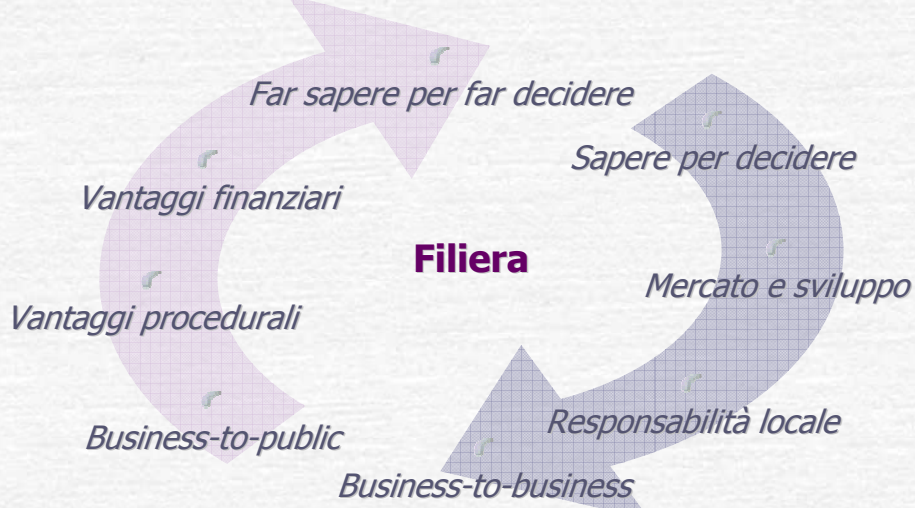 Far sapere per far decidere
Sapere per decidere
Vantaggi finanziari
Filiera
Mercato e sviluppo
Vantaggi procedurali
Responsabilità locale
Business-to-public
Business-to-business